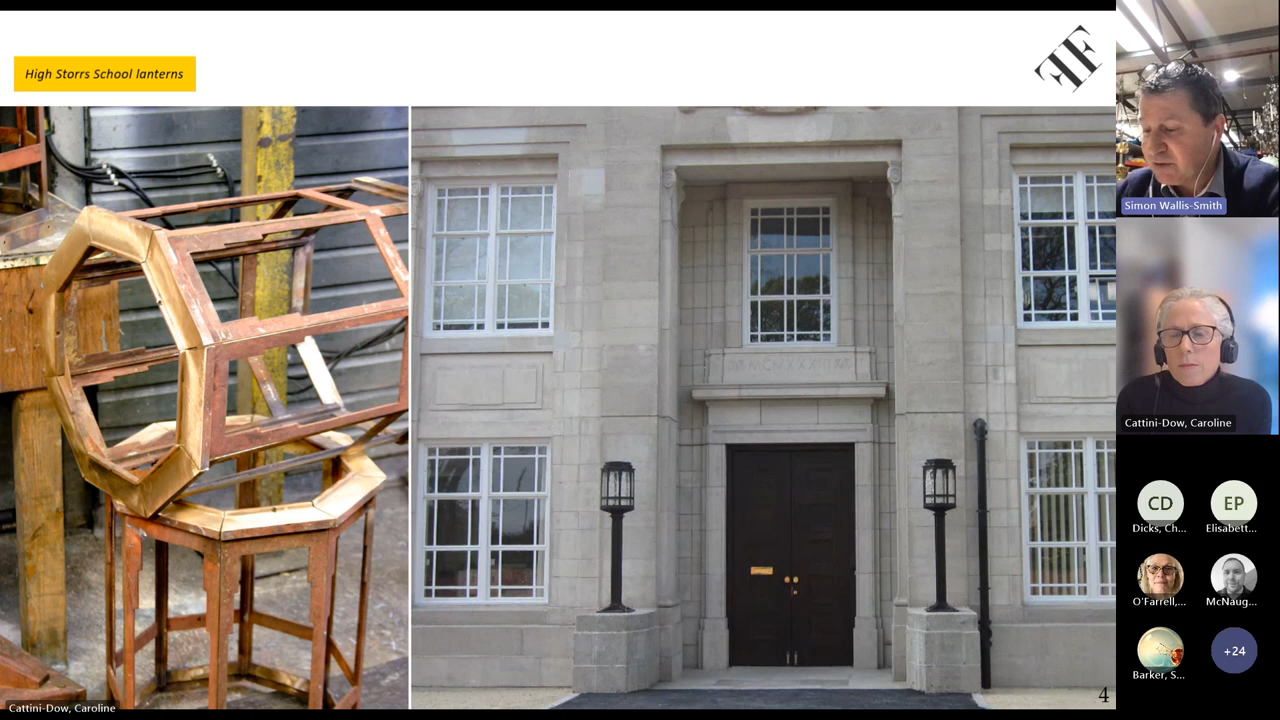 High Storrs School lanterns
FF
4
Cattini-Dow, Caroline
Simon Wallis-Smith
Cattini-Dow, Caroline
CD
EP
Dicks, Ch...
Elisabett...
O'Farrell,...
McNaug...
+24
Barker, S...